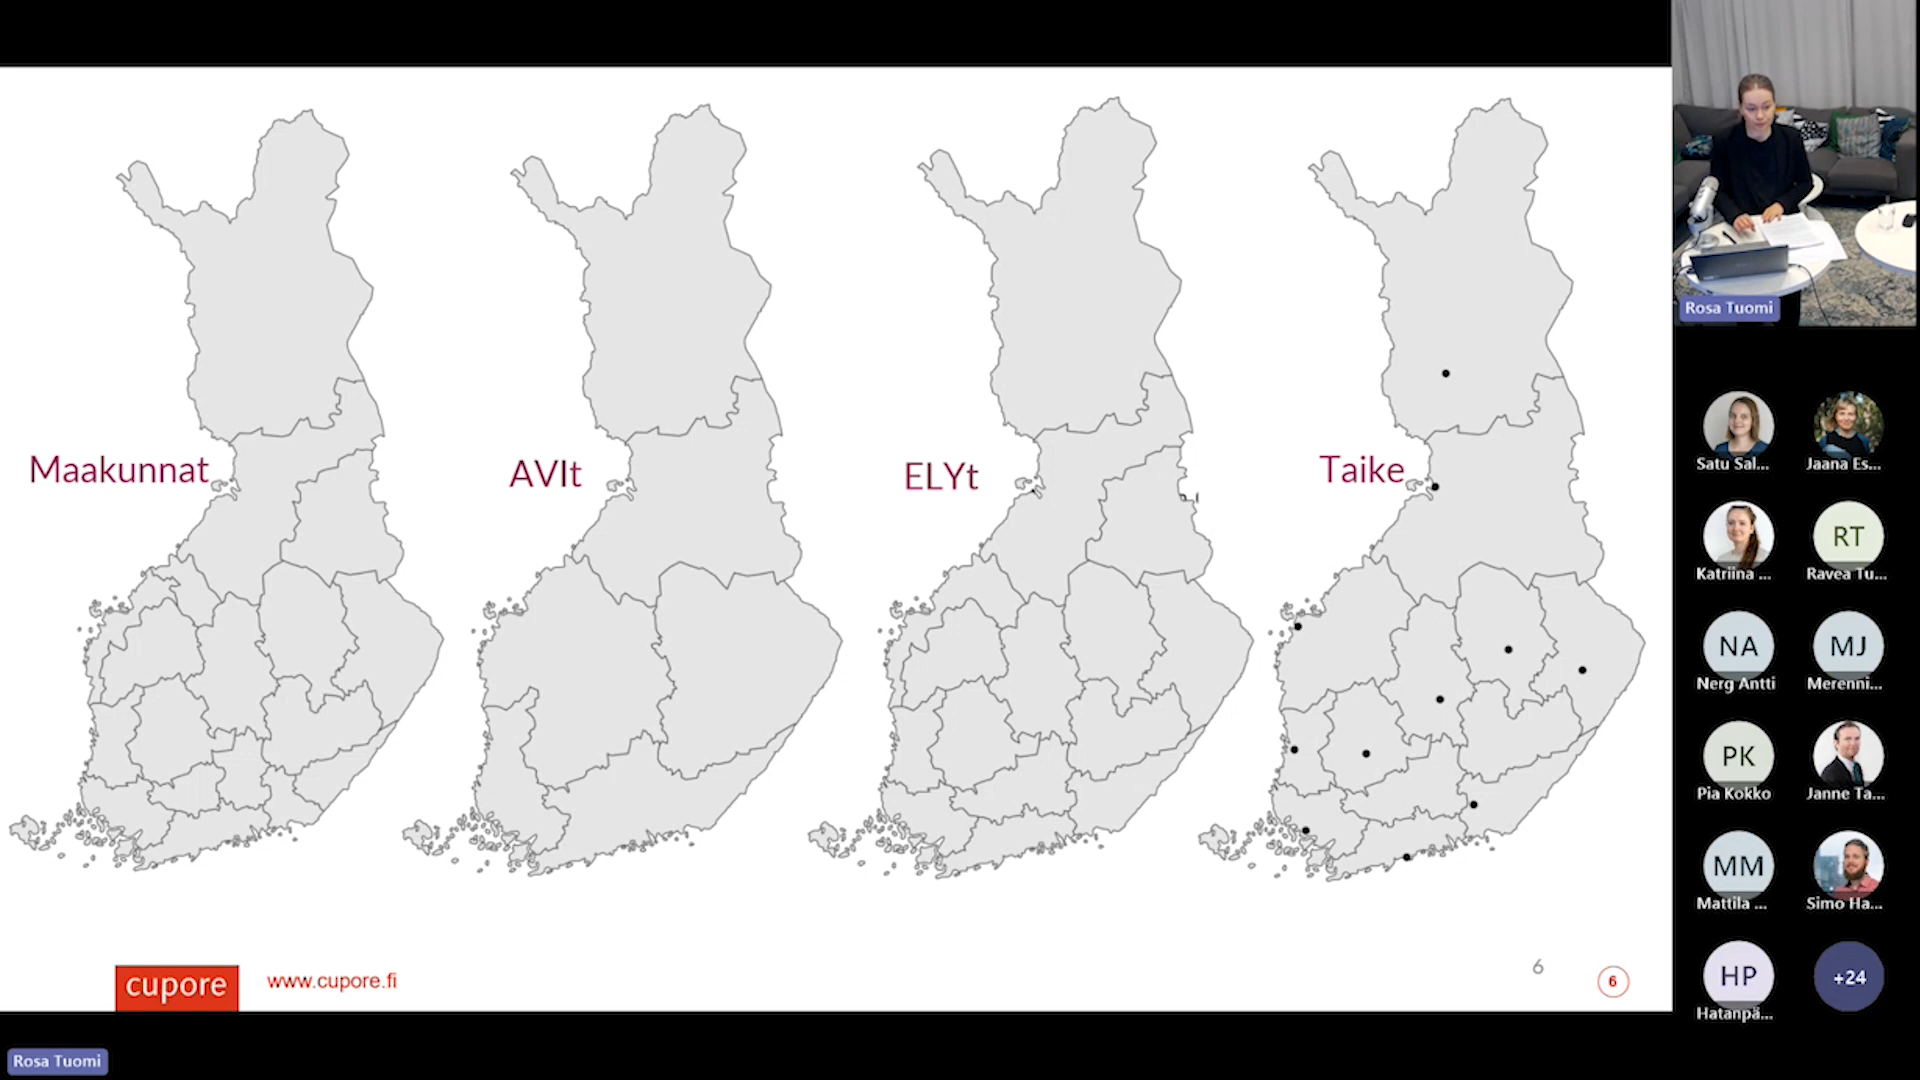 Maakunnat
AVIt
ELYt
Taike
cupore
www.cupore.fi
6
6
Rosa Tuomi
Satu Sal...
Jaana Es...
Katriina ...
RT
Ravea Tu...
NA
Nerg Antti
MJ
Merenni...
PK
Pia Kokko
Janne Ta...
MM
Mattila ...
Simo Ha...
HP
Hatanpä...
+24
Rosa Tuomi